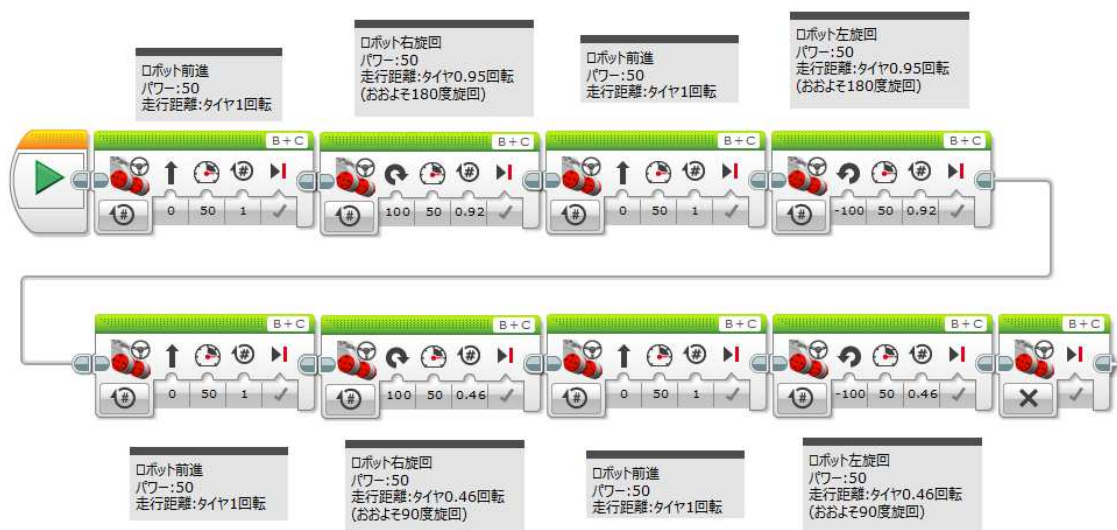 ロボット前進
パワー:50
走行距離:タイヤ1回転
ロボット右旋回
パワー:50
走行距離:タイヤ0.95回転
(おおよそ180度旋回)
ロボット前進
パワー:50
走行距離:タイヤ1回転
ロボット左旋回
パワー:50
走行距離:タイヤ0.95回転
(おおよそ180度旋回)
B+C
#
#
0 50 1
B+C
#
#
100 50 0.92
B+C
#
#
0 50 1
B+C
#
#
-100 50 0.92
B+C
#
#
0 50 1
B+C
#
#
100 50 0.46
B+C
#
#
0 50 1
B+C
#
#
-100 50 0.46
ロボット前進
パワー:50
走行距離:タイヤ1回転
ロボット右旋回
パワー:50
走行距離:タイヤ0.46回転
(おおよそ90度旋回)
ロボット前進
パワー:50
走行距離:タイヤ1回転
ロボット左旋回
パワー:50
走行距離:タイヤ0.46回転
(おおよそ90度旋回)